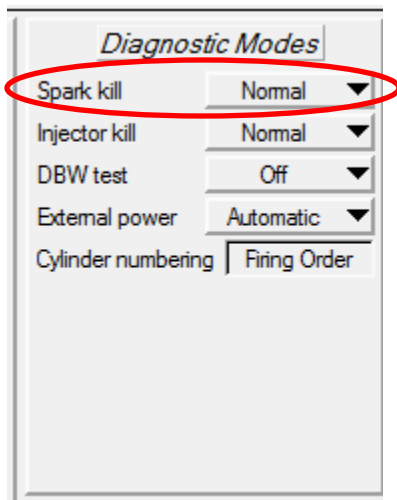 Diagnostic Modes
Spark kill Normal
Injector kill Normal
DBW test Off
External power Automatic
Cylinder numbering Firing Order